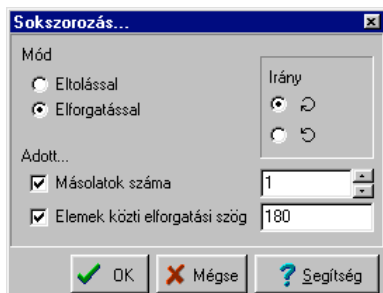 Sokszorozás...
Mód
Eltolással
Elforgatással
Irány
Adott...
Másolatok száma 1
Elemek közti elforgatási szög 180
OK Mégse Segítség